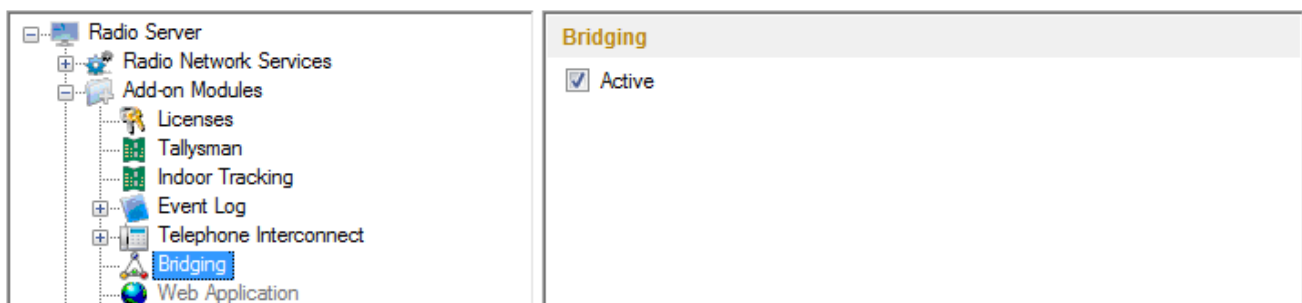 Radio Server
Radio Network Services
Add-on Modules
Licenses
Tallysman
Indoor Tracking
Event Log
Telephone Interconnect
Bridging
Web Application
Bridging
Active